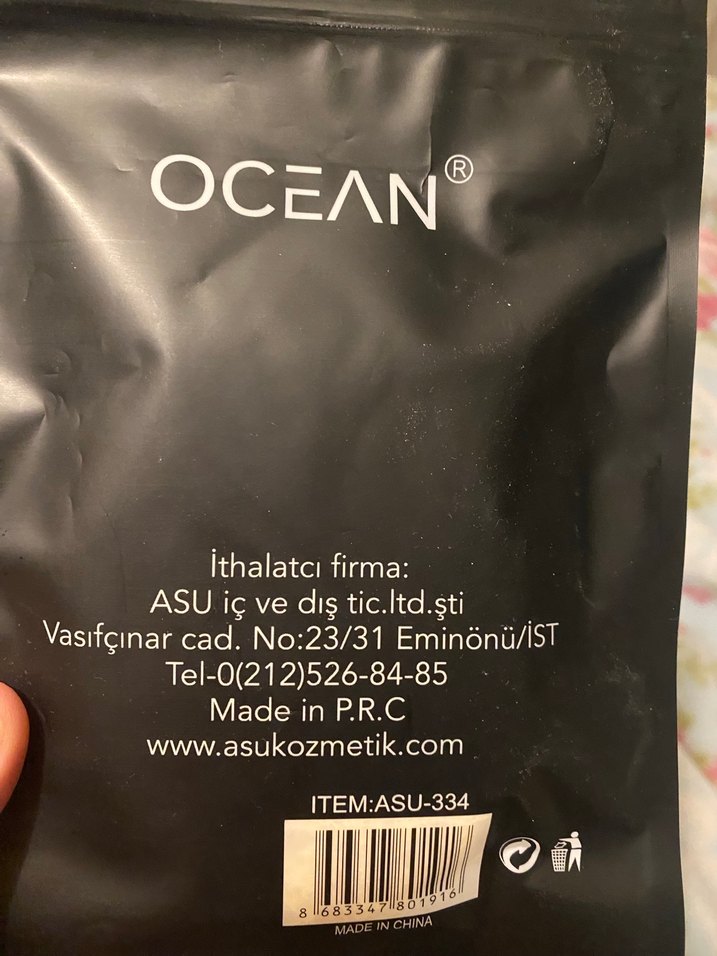 OCEAN®
İthalatcı firma:
ASU iç ve dış tic.ltd.şti
Vasıfçınar cad. No:23/31 Eminönü/İST
Tel-0(212)526-84-85
Made in P.R.C
www.asukozmetik.com
ITEM:ASU-334
8 683347 801916
MADE IN CHINA